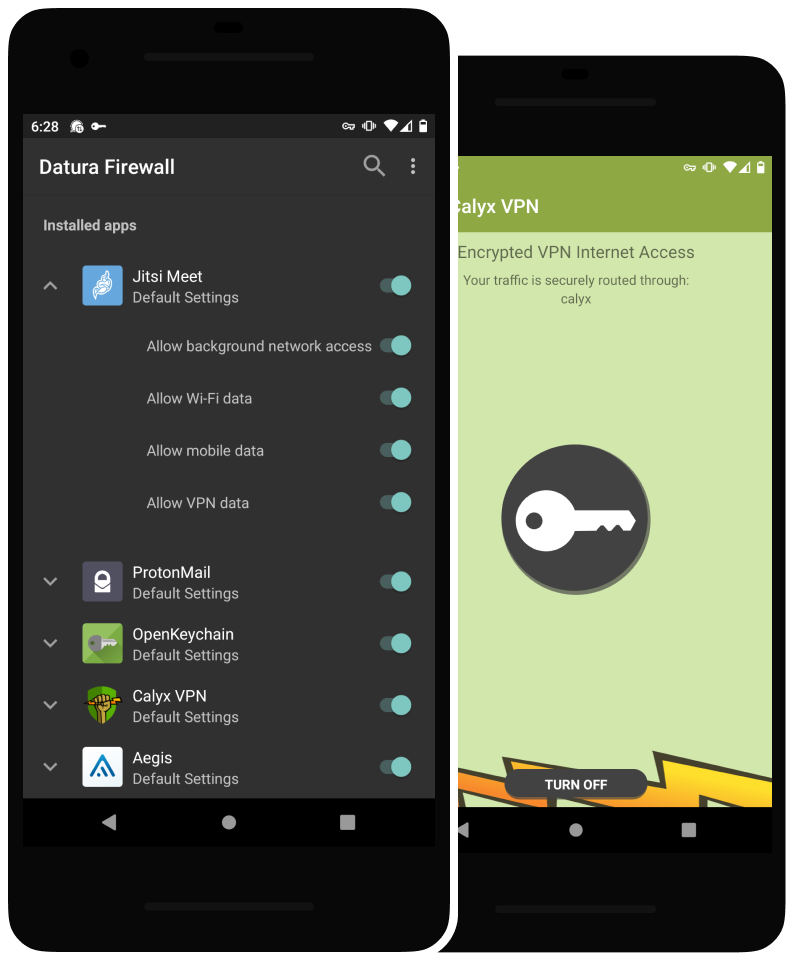 6:28
Datura Firewall
Installed apps
Jitsi Meet
Default Settings
Allow background network access
Allow Wi-Fi data
Allow mobile data
Allow VPN data
ProtonMail
Default Settings
OpenKeychain
Default Settings
Calyx VPN
Default Settings
Aegis
Default Settings
Calyx VPN
Encrypted VPN Internet Access
Your traffic is securely routed through:
calyx
TURN OFF